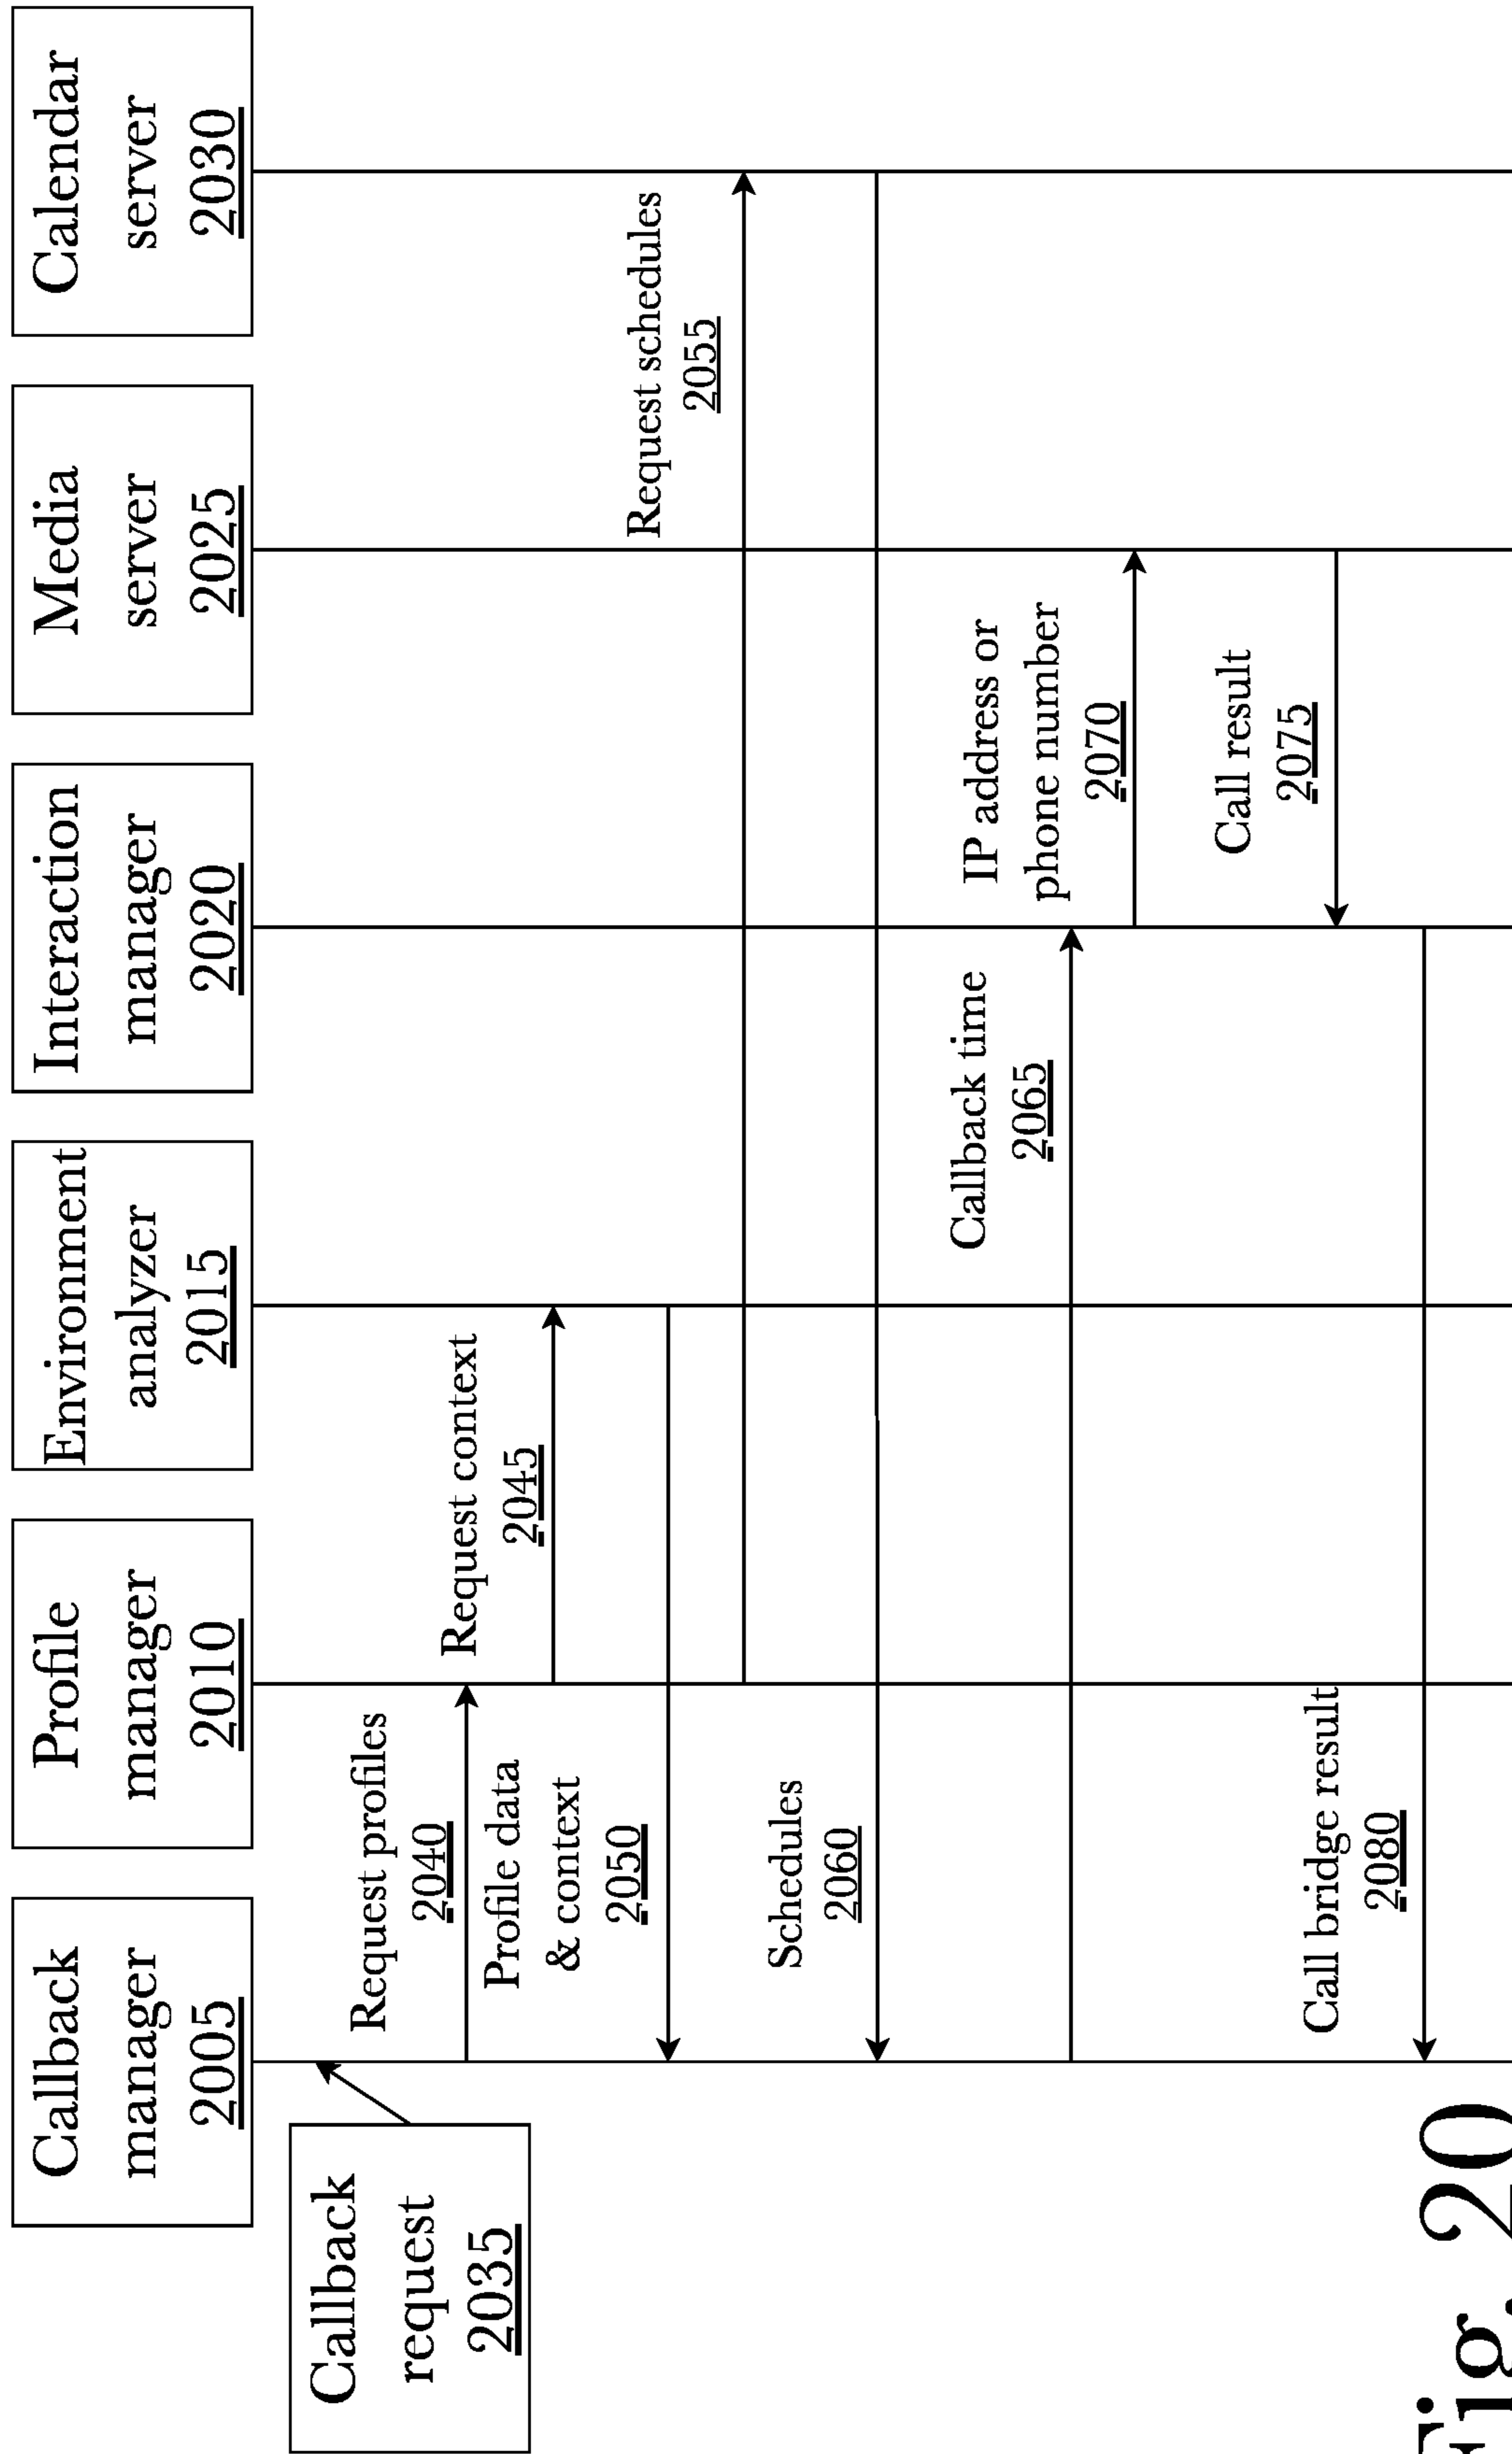 Callback
manager
2005
Profile
manager
2010
Environment
analyzer
2015
Interaction
manager
2020
Media
server
2025
Calendar
server
2030
Callback
request
2035
Request profiles
2040
Request context
2045
Profile data
& context
2050
Request schedules
2055
Schedules
2060
Callback time
2065
IP address or
phone number
2070
Call result
2075
Call bridge result
2080
Fig. 20